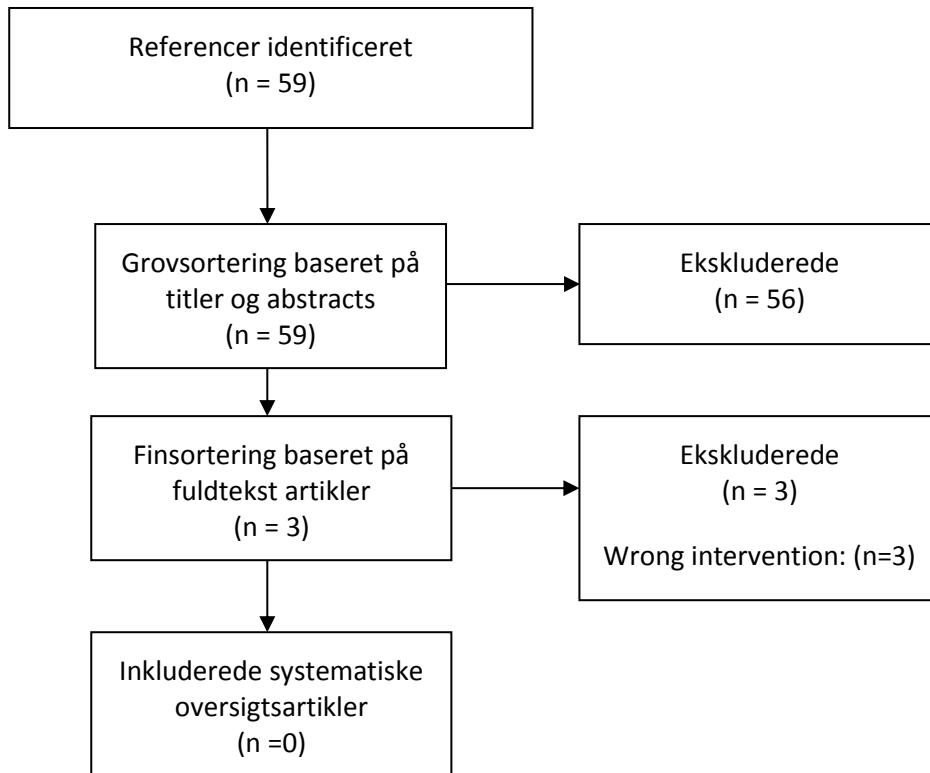 Referencer identificeret
(n = 59)
Grovsortering baseret på
titler og abstracts
(n = 59)
Ekskluderede
(n = 56)
Finsortering baseret på
fuldtekst artikler
(n = 3)
Ekskluderede
(n = 3)
Wrong intervention: (n=3)
Inkluderede systematiske
oversigtsartikler
(n =0)